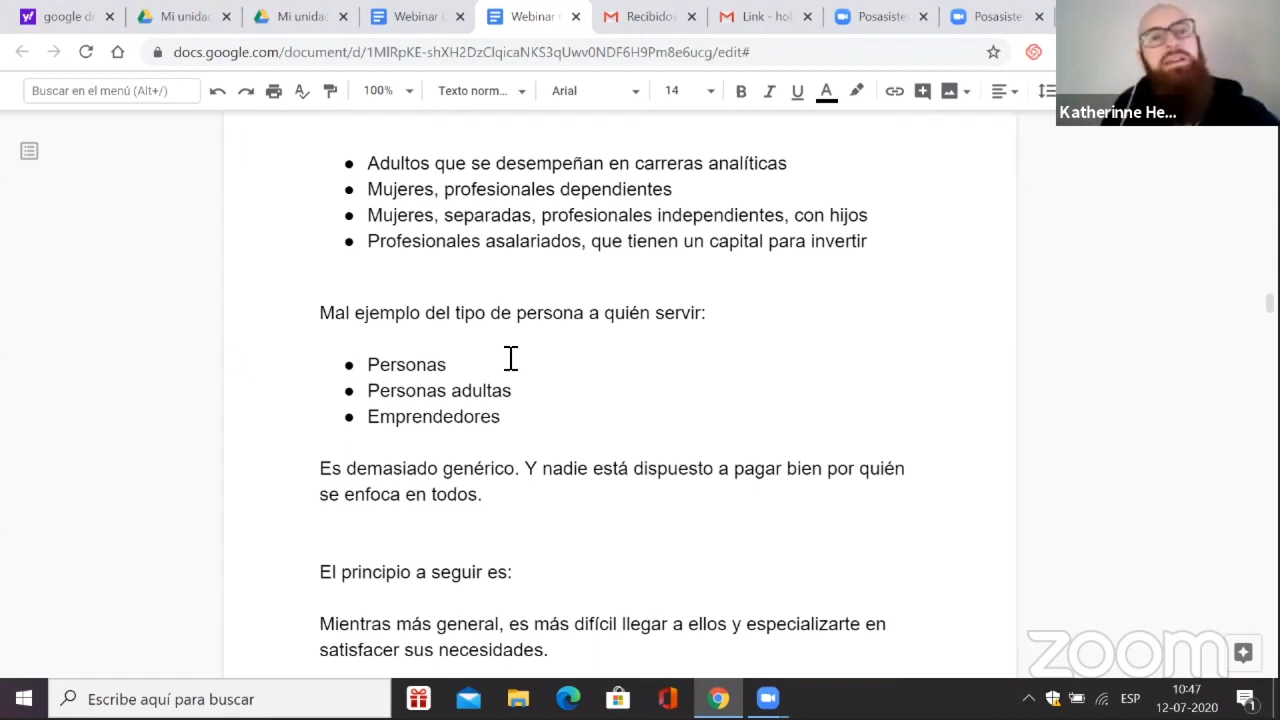 google di
Mi unidad
Mi unidad
Webinar
Webinar
Recibidos
Link - hol
Posasiste
Posasiste
docs.google.com/document/d/1MlRpKE-shXH2DzClqicaNKS3qUwv0NDF6H9Pm8e6ucg/edit#
Katherinne He...
Buscar en el menú (Alt+/)
100%
Texto norm...
Arial
14
B I U A
● Adultos que se desempeñan en carreras analíticas
● Mujeres, profesionales dependientes
● Mujeres, separadas, profesionales independientes, con hijos
● Profesionales asalariados, que tienen un capital para invertir
Mal ejemplo del tipo de persona a quién servir:
● Personas
● Personas adultas
● Emprendedores
Es demasiado genérico. Y nadie está dispuesto a pagar bien por quién
se enfoca en todos.
El principio a seguir es:
Mientras más general, es más difícil llegar a ellos y especializarte en
satisfacer sus necesidades.
zoom
Escribe aquí para buscar
ESP
10:47
12-07-2020
1